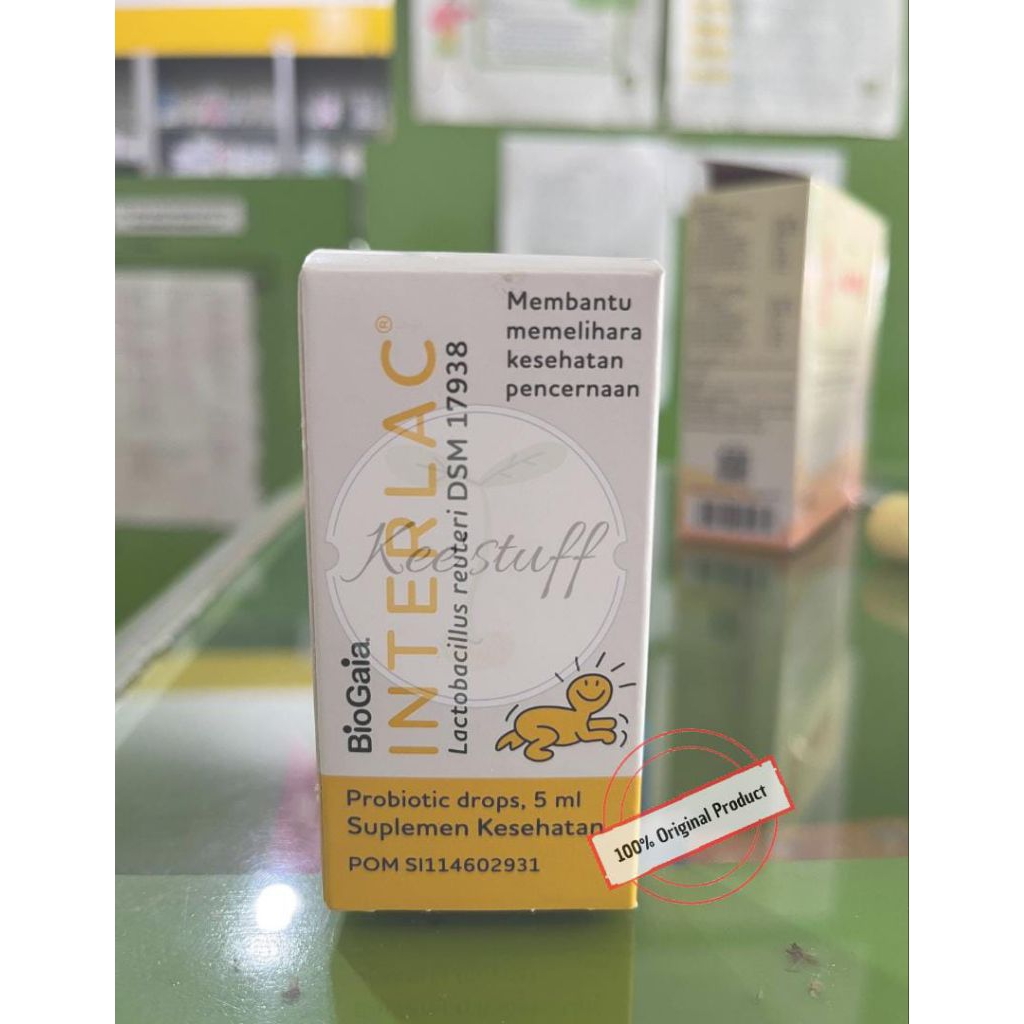 Membantu
memelihara
kesehatan
pencernaan
BioGaia
INTERLAC®
Lactobacillus reuteri DSM 17938
Keestuff
Probiotic drops, 5 ml
Suplemen Kesehatan
POM SI114602931
100% Original Product